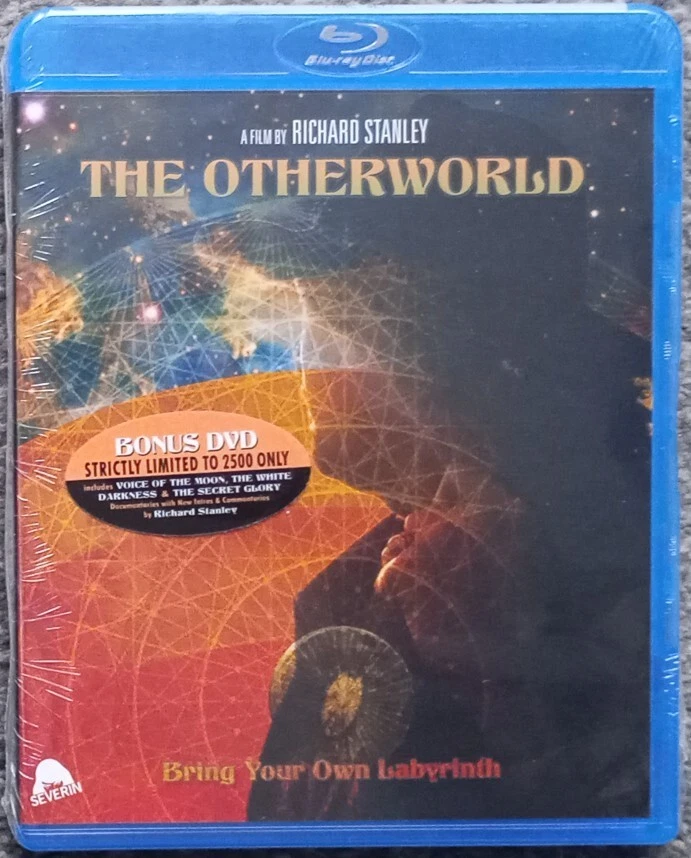 Blu-ray Disc
A FILM BY RICHARD STANLEY
THE OTHERWORLD
BONUS DVD
STRICTLY LIMITED TO 2500 ONLY
includes VOICE OF THE MOON, THE WHITE
DARKNESS & THE SECRET GLORY
Documentaries with New Intros & Commentaries
by Richard Stanley
Bring Your Own Labyrinth
SEVERIN